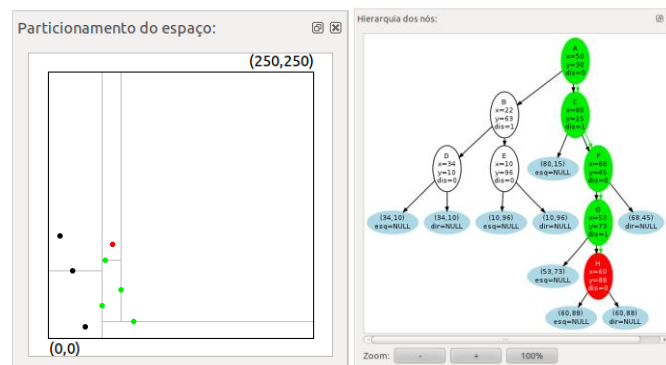 Particionamento do espaço:
(250,250)
(0,0)
Hierarquia dos nós:
A
x=50
y=30
dis=0
B
x=22
y=63
dis=1
C
x=80
y=15
dis=1
D
x=34
y=10
dis=0
E
x=10
y=96
dis=0
(80,15)
esq=NULL
F
x=68
y=45
dis=0
(34,10)
esq=NULL
(34,10)
dir=NULL
(10,96)
esq=NULL
(10,96)
dir=NULL
G
x=53
y=73
dis=1
(68,45)
dir=NULL
(53,73)
esq=NULL
H
x=60
y=88
dis=0
(60,88)
esq=NULL
(60,88)
dir=NULL
Zoom: - + 100%